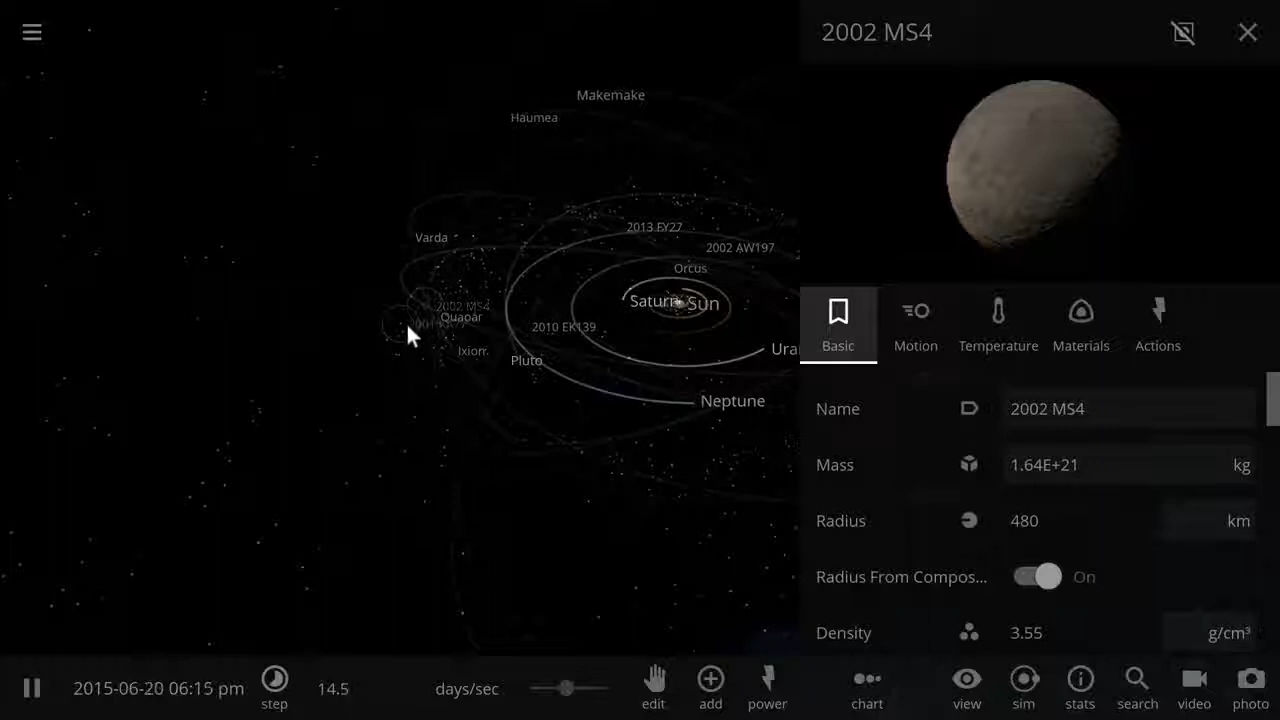 2002 MS4
Makemake
Haumea
2013 FY27
Varda
2002 AW197
Orcus
Saturn
Sun
2002 MS4
Quaoar
2010 EK139
Ixion
Pluto
Neptune
Basic
Motion
Temperature
Materials
Actions
Name
2002 MS4
Mass
1.64E+21
kg
Radius
480
km
Radius From Compos...
On
Density
3.55
g/cm³
2015-06-20 06:15 pm
step
14.5
days/sec
edit
add
power
chart
view
sim
stats
search
video
photo